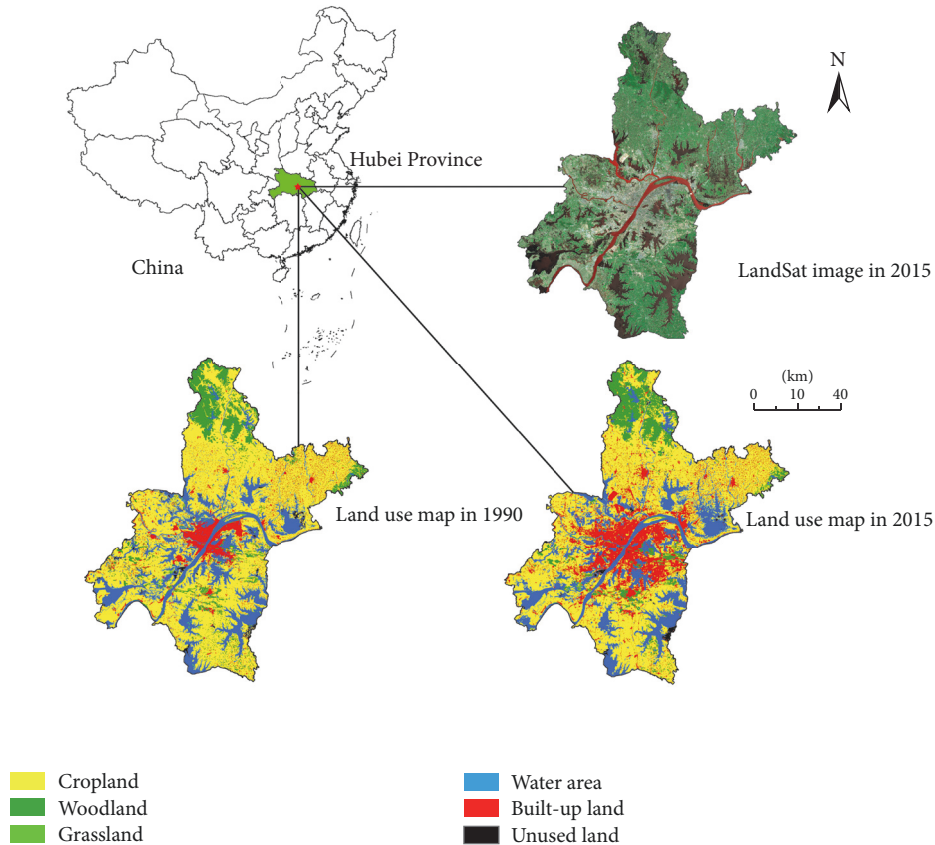 N
Hubei Province
China
LandSat image in 2015
(km)
0 10 20 40
Land use map in 1990
Land use map in 2015
Cropland
Woodland
Grassland
Water area
Built-up land
Unused land